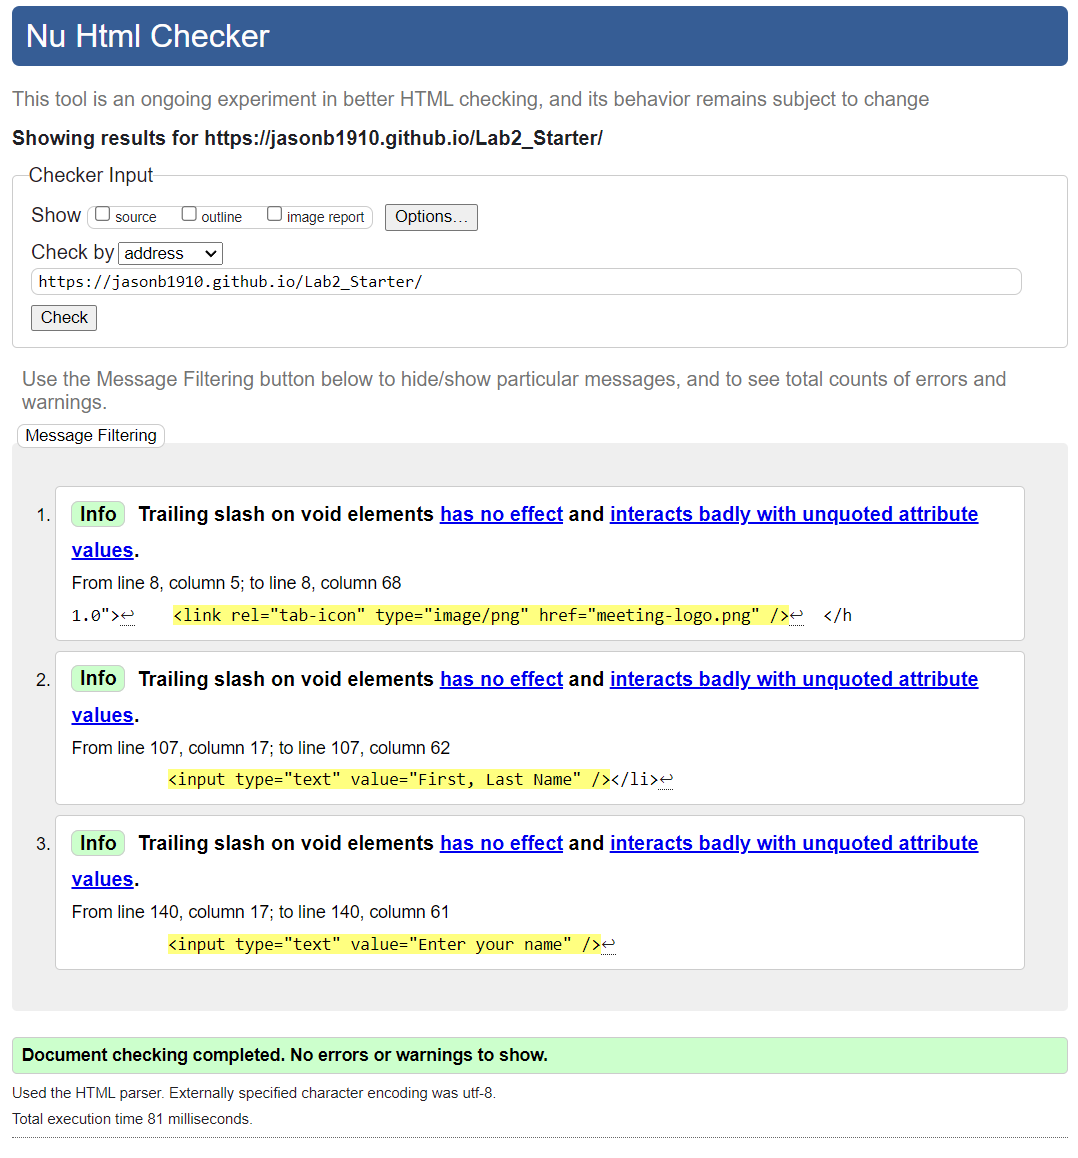 Nu Html Checker
This tool is an ongoing experiment in better HTML checking, and its behavior remains subject to change
Showing results for https://jasonb1910.github.io/Lab2_Starter/
Checker Input
Show source outline image report Options...
Check by address
https://jasonb1910.github.io/Lab2_Starter/
Check
Use the Message Filtering button below to hide/show particular messages, and to see total counts of errors and
warnings.
Message Filtering
1. Info Trailing slash on void elements has no effect and interacts badly with unquoted attribute
values.
From line 8, column 5; to line 8, column 68
1.0">↩ <link rel="tab-icon" type="image/png" href="meeting-logo.png" />↩ </h
2. Info Trailing slash on void elements has no effect and interacts badly with unquoted attribute
values.
From line 107, column 17; to line 107, column 62
<input type="text" value="First, Last Name" /></li>↩
3. Info Trailing slash on void elements has no effect and interacts badly with unquoted attribute
values.
From line 140, column 17; to line 140, column 61
<input type="text" value="Enter your name" />↩
Document checking completed. No errors or warnings to show.
Used the HTML parser. Externally specified character encoding was utf-8.
Total execution time 81 milliseconds.